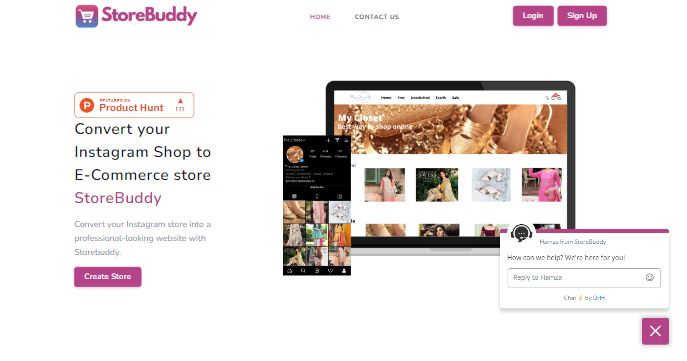 StoreBuddy
HOME
CONTACT US
Login
Sign Up
FEATURED ON
Product Hunt
111
Convert your
Instagram Shop to
E-Commerce store
StoreBuddy
Convert your Instagram store into a
professional-looking website with
Storebuddy.
Create Store
Home
Sale
My Closet
Best way to shop online
Hamza from StoreBuddy
How can we help? We're here for you!
Reply to Hamza
Chat ⚡ by Drift